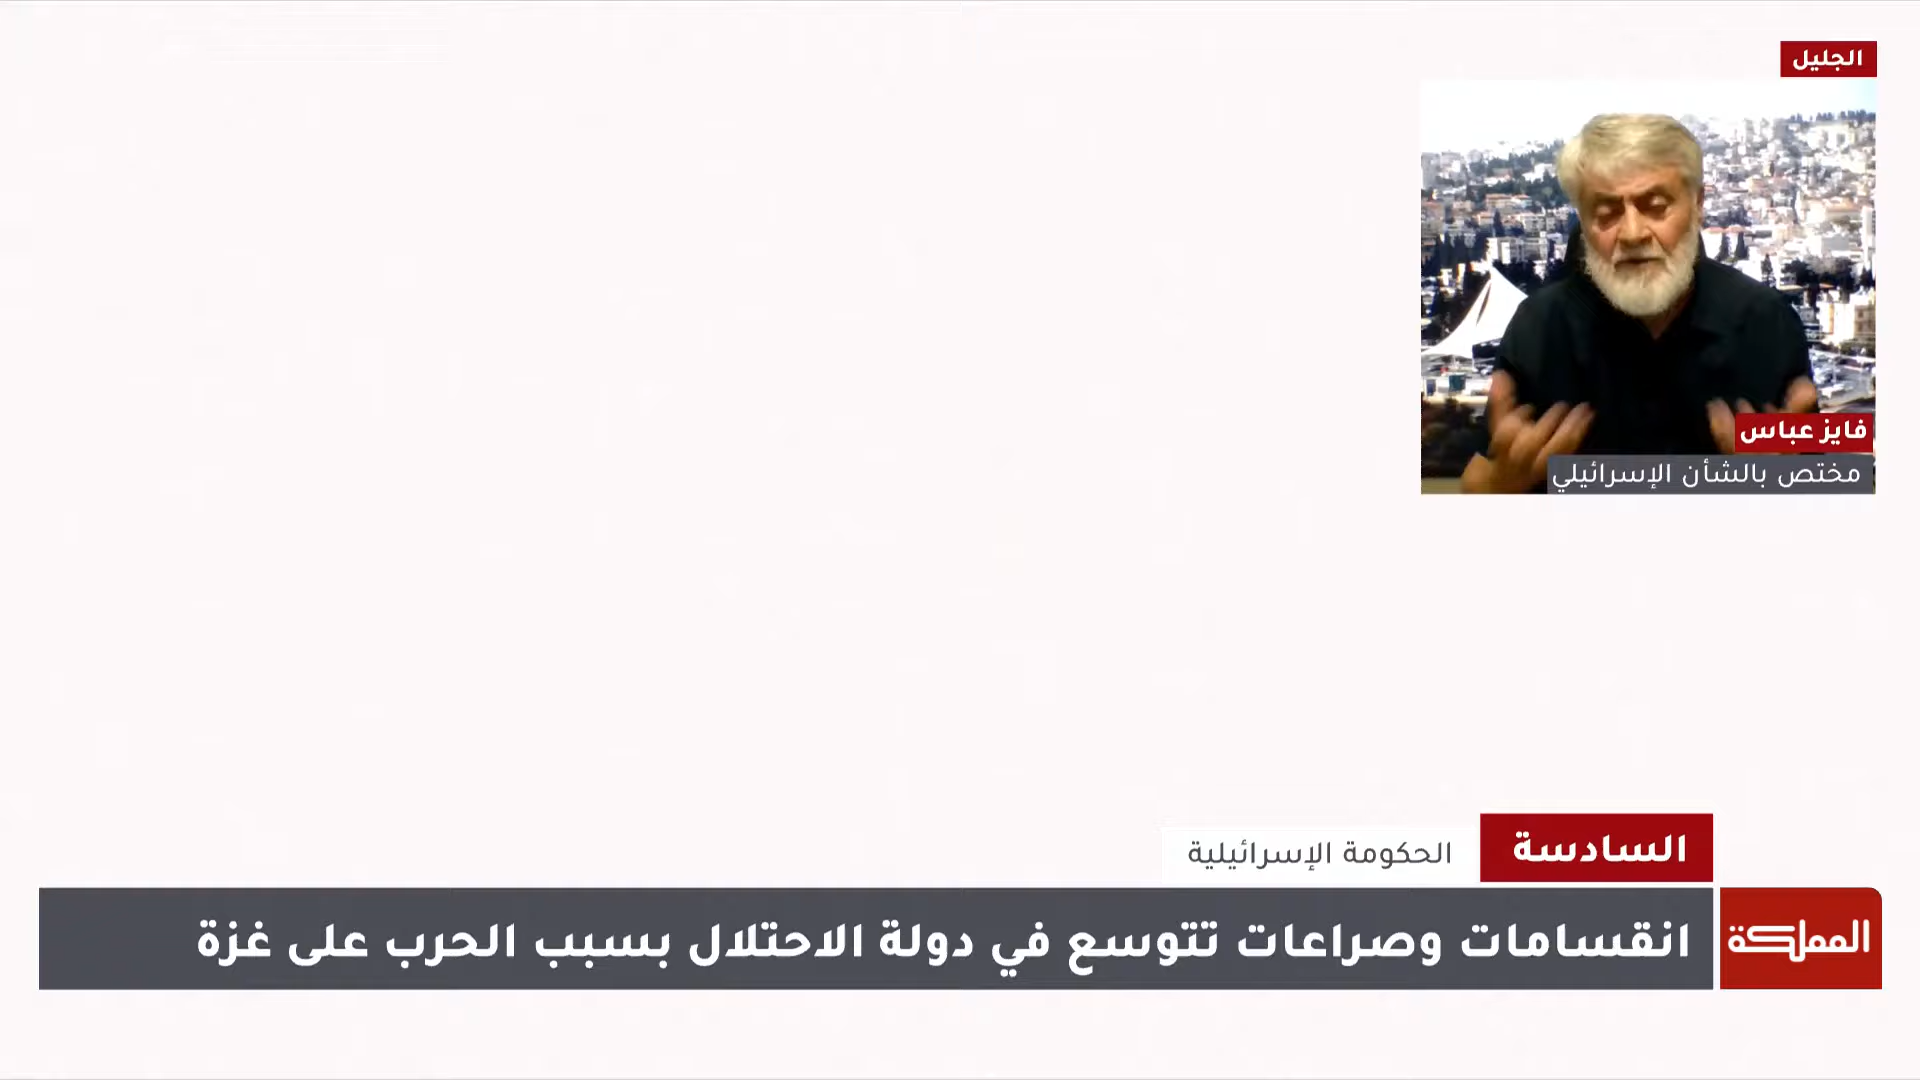 الجليل
فايز عباس
مختص بالشأن الإسرائيلي
السادسة
الحكومة الإسرائيلية
انقسامات وصراعات تتوسع في دولة الاحتلال بسبب الحرب على غزة
المملكة